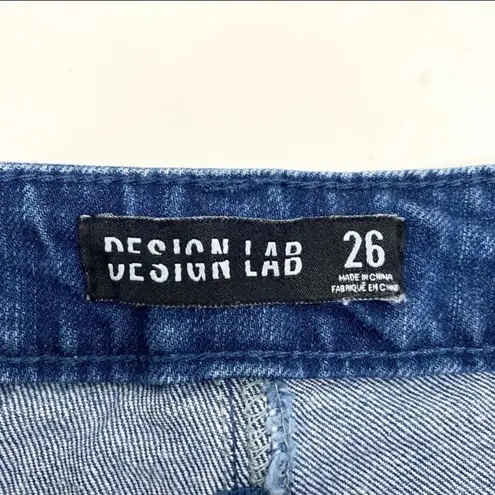 DESIGN LAB 26
MADE IN CHINA
FABRIQUÉ EN CHINE